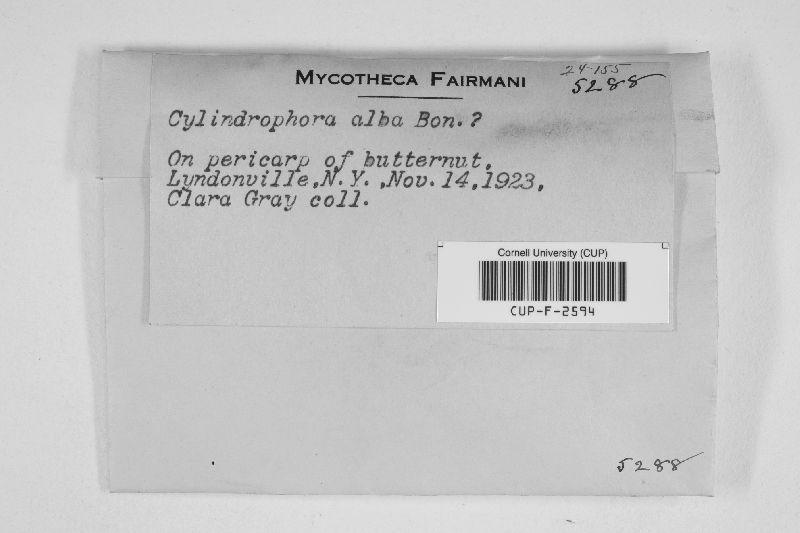 MYCOTHECA FAIRMANI
24-155
5288
Cylindrophora alba Bon.?
On pericarp of butternut,
Lyndonville,N.Y.,Nov.14,1923,
Clara Gray coll.
Cornell University (CUP)
CUP-F-2594
5288